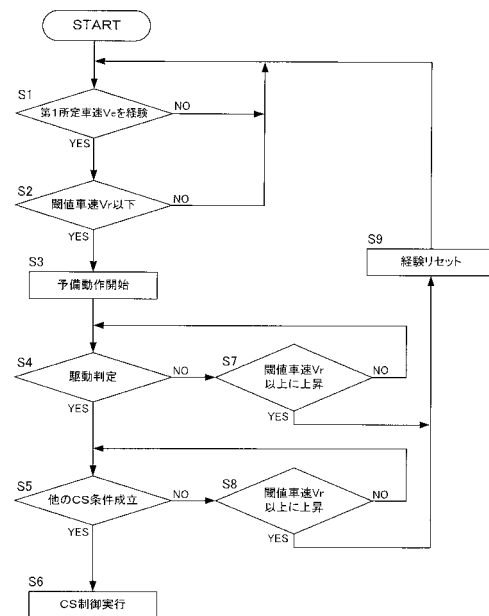 START
S1
第1所定車速Veを経験
NO
YES
S2
閾値車速Vr以下
NO
YES
S3
予備動作開始
S9
経験リセット
S4
駆動判定
NO
YES
S7
閾値車速Vr
以上に上昇
NO
YES
S5
他のCS条件成立
NO
YES
S8
閾値車速Vr
以上に上昇
NO
YES
S6
CS制御実行